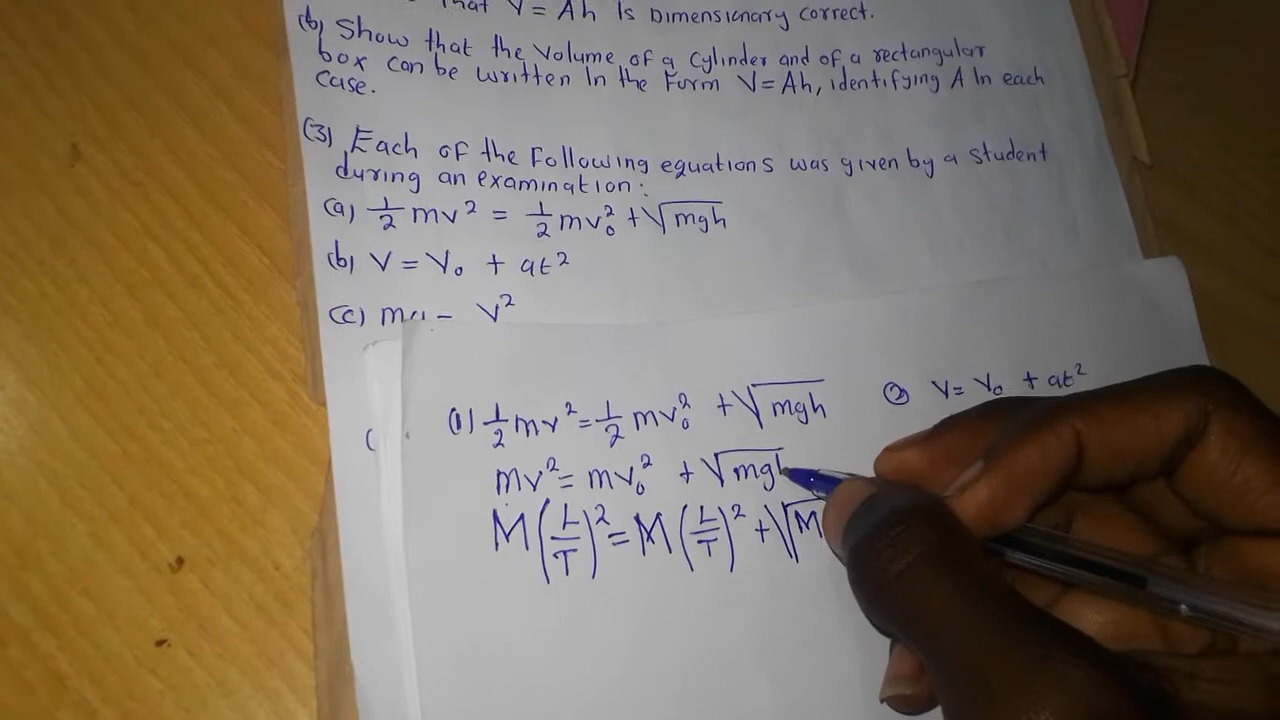 that V = Ah is Dimensionary correct.
(b) Show that the volume of a cylinder and of a rectangular
box can be written in the form V = Ah, identifying A in each
case.
(3) Each of the following equations was given by a student
during an examination:
(a) 1/2 mv² = 1/2 mv₀² + √mgh
(b) V = V₀ + at²
(c) ma = V²
(1) 1/2 mv² = 1/2 mv₀² + √mgh
mv² = mv₀² + √mgh
M(L/T)² = M(L/T)² + √M
② V = V₀ + at²